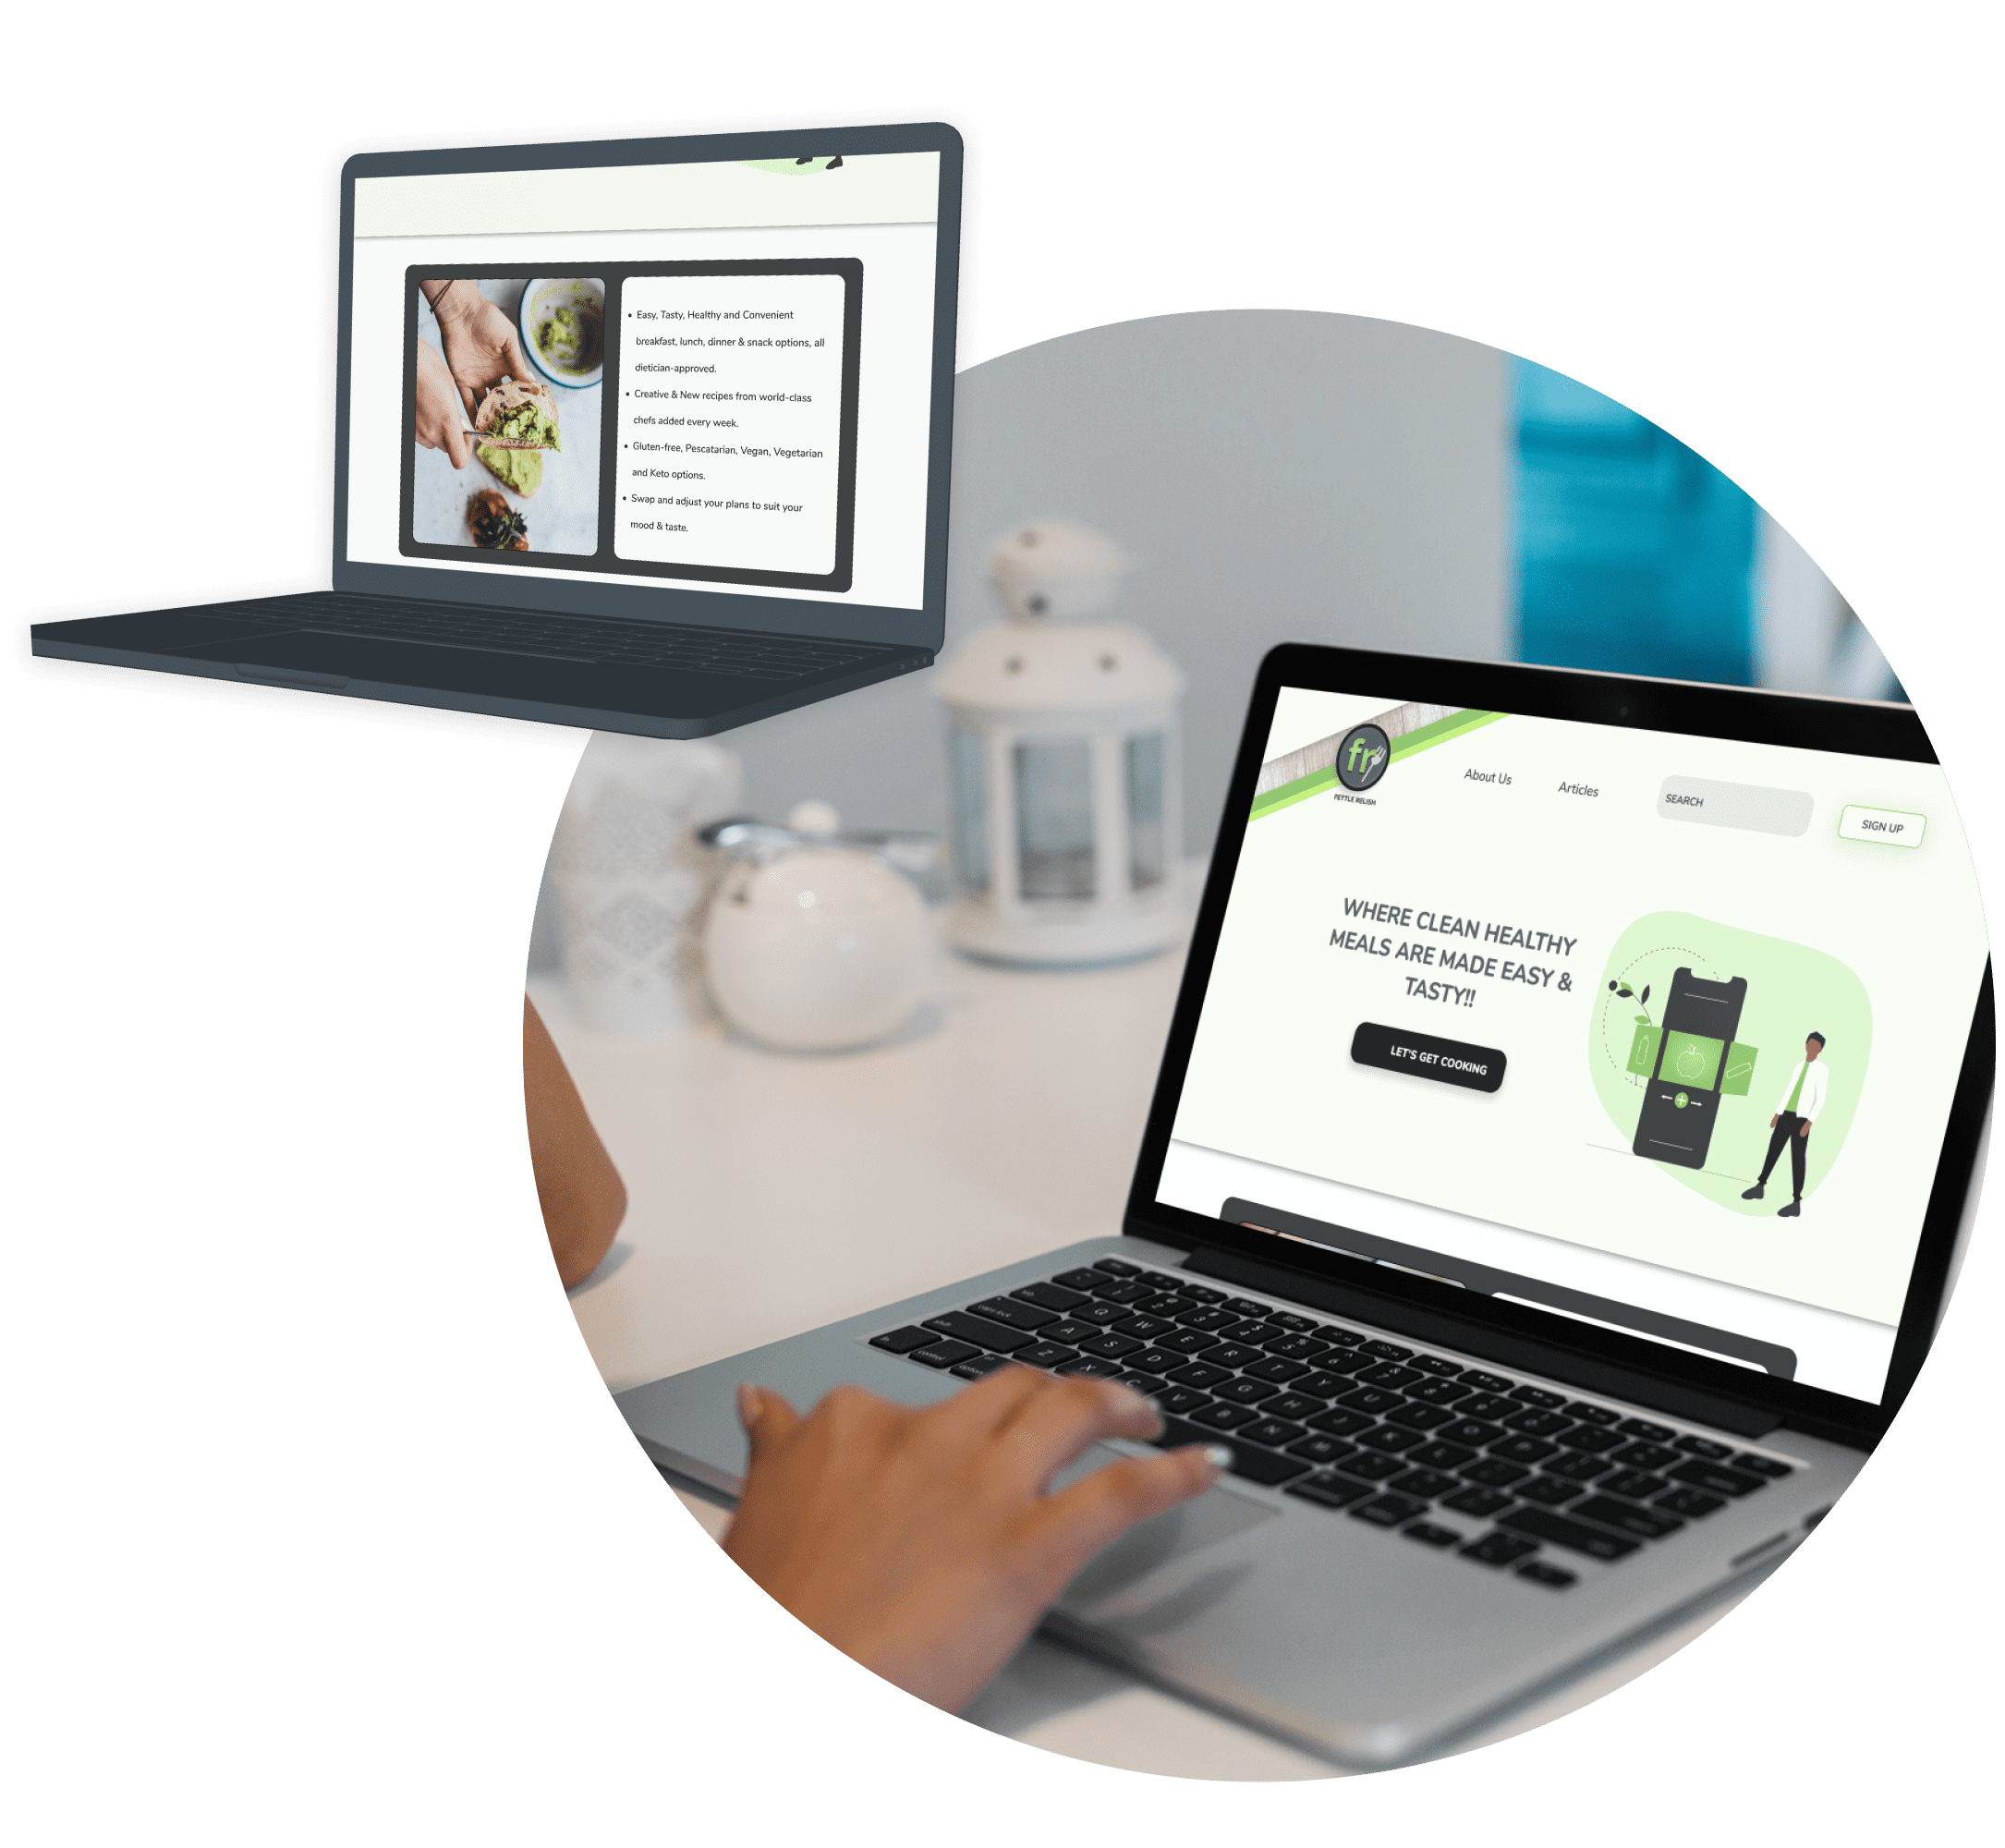 Easy, Tasty, Healthy and Convenient
breakfast, lunch, dinner & snack options, all
dietician-approved.
Creative & New recipes from world-class
chefs added every week.
Gluten-free, Pescatarian, Vegan, Vegetarian
and Keto options.
Swap and adjust your plans to suit your
mood & taste.
fr
FETTLE RELISH
About Us
Articles
SEARCH
SIGN UP
WHERE CLEAN HEALTHY
MEALS ARE MADE EASY &
TASTY!!
LET'S GET COOKING